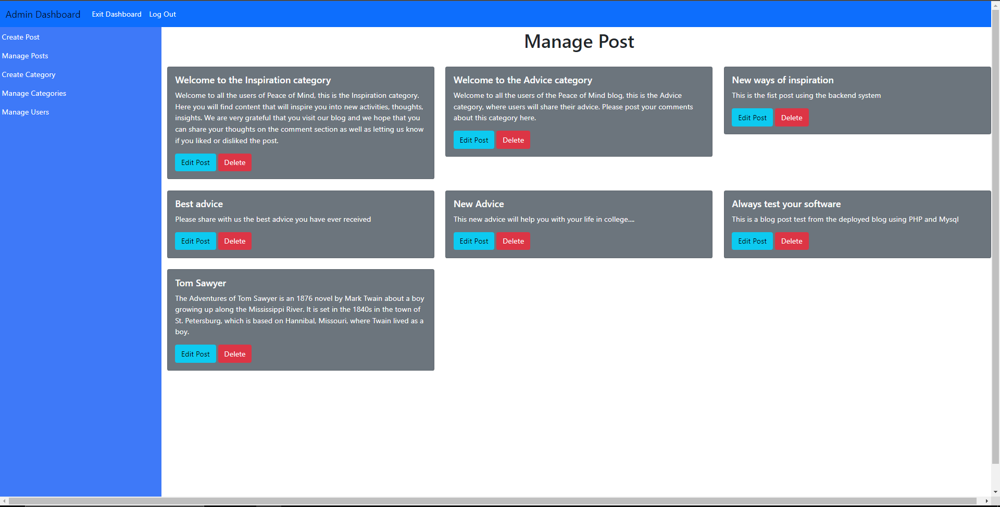 Admin Dashboard Exit Dashboard Log Out
Create Post
Manage Posts
Create Category
Manage Categories
Manage Users
Manage Post
Welcome to the Inspiration category
Welcome to all the users of Peace of Mind, this is the Inspiration category.
Here you will find content that will inspire you into new activities, thoughts,
insights. We are very grateful that you visit our blog and we hope that you
can share your thoughts on the comment section as well as letting us know
if you liked or disliked the post.
Edit Post Delete
Welcome to the Advice category
Welcome to all the users of the Peace of Mind blog, this is the Advice
category, where users will share their advice. Please post your comments
about this category here.
Edit Post Delete
New ways of inspiration
This is the fist post using the backend system
Edit Post Delete
Best advice
Please share with us the best advice you have ever received
Edit Post Delete
New Advice
This new advice will help you with your life in college....
Edit Post Delete
Always test your software
This is a blog post test from the deployed blog using PHP and Mysql
Edit Post Delete
Tom Sawyer
The Adventures of Tom Sawyer is an 1876 novel by Mark Twain about a boy
growing up along the Mississippi River. It is set in the 1840s in the town of
St. Petersburg, which is based on Hannibal, Missouri, where Twain lived as a
boy.
Edit Post Delete